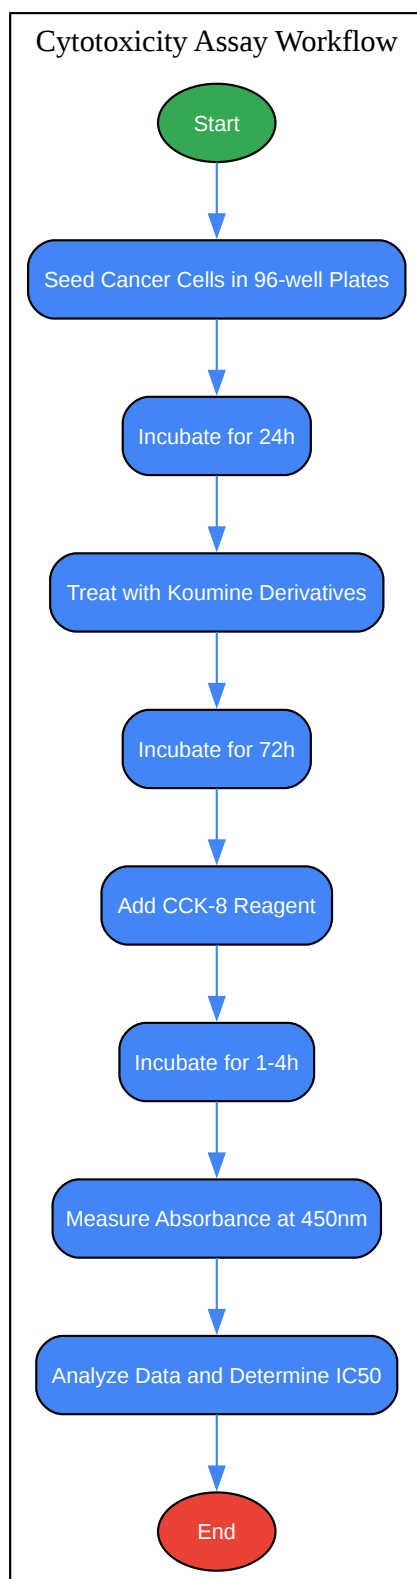 Cytotoxicity Assay Workflow
Start
Seed Cancer Cells in 96-well Plates
Incubate for 24h
Treat with Koumine Derivatives
Incubate for 72h
Add CCK-8 Reagent
Incubate for 1-4h
Measure Absorbance at 450nm
Analyze Data and Determine IC50
End